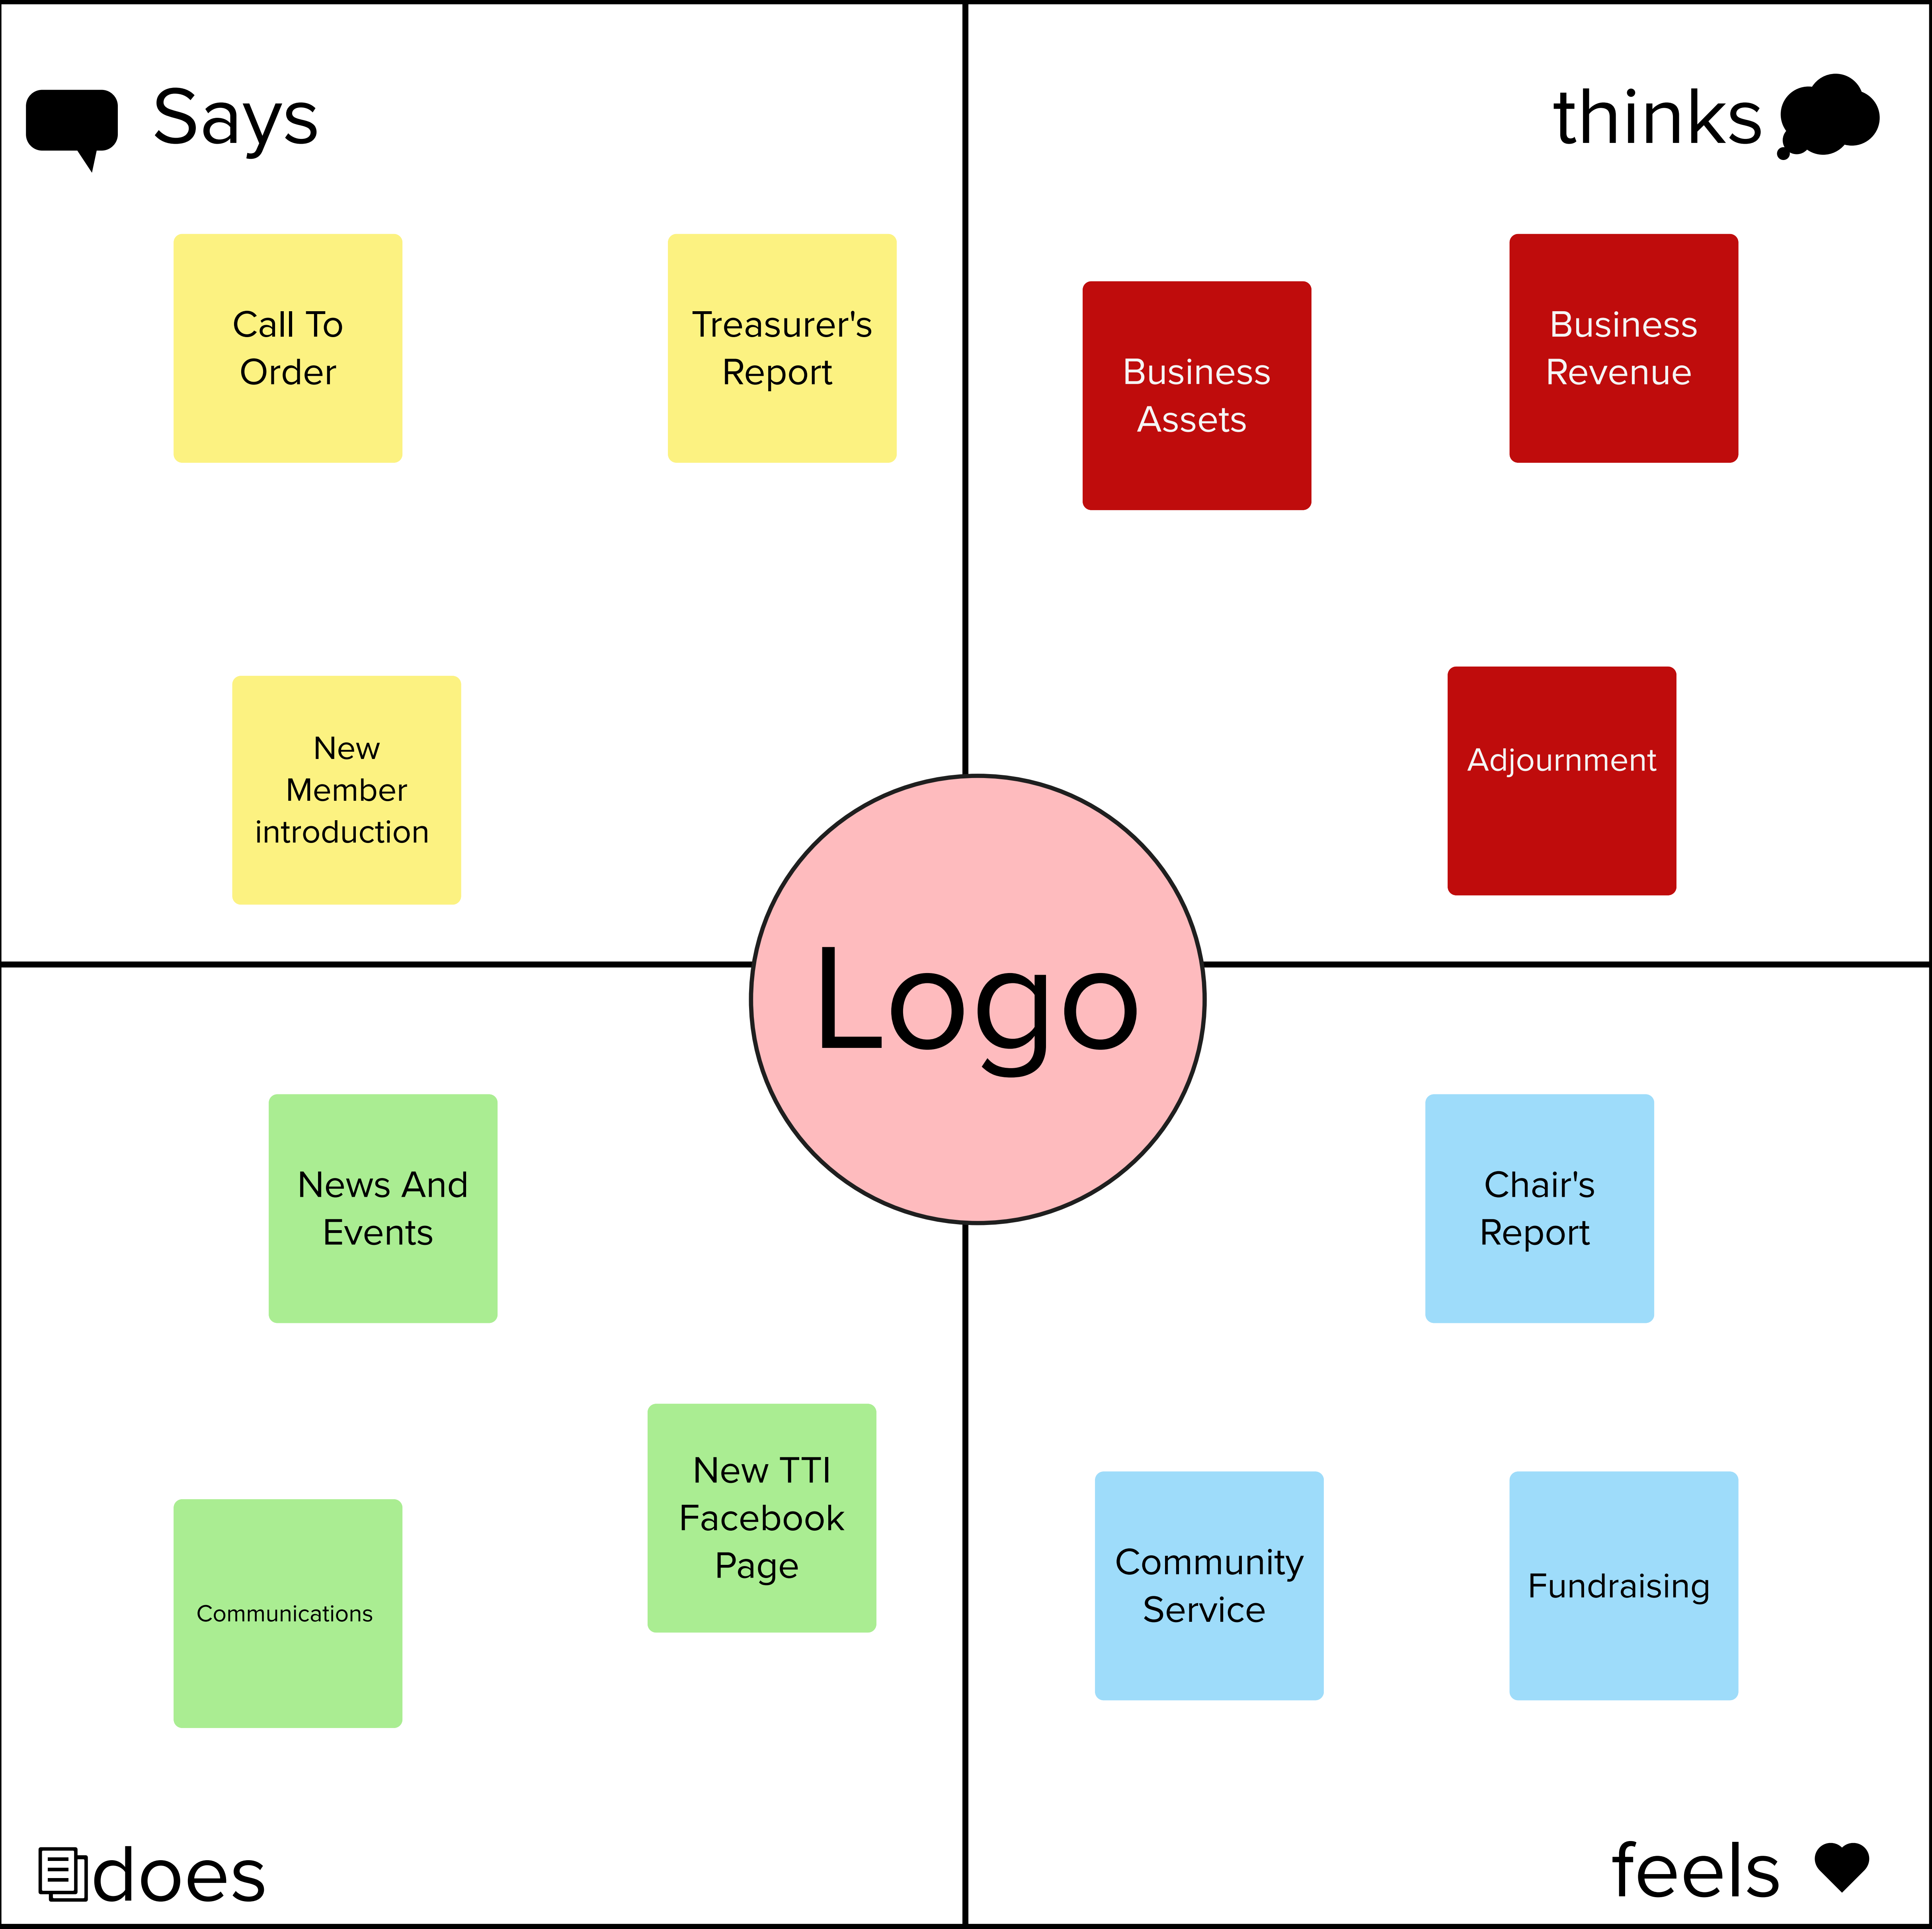 Says
thinks
Call To
Order
Treasurer's
Report
Business
Assets
Business
Revenue
New
Member
introduction
Adjournment
Logo
News And
Events
Chair's
Report
New TTI
Facebook
Page
Communications
Community
Service
Fundraising
does
feels